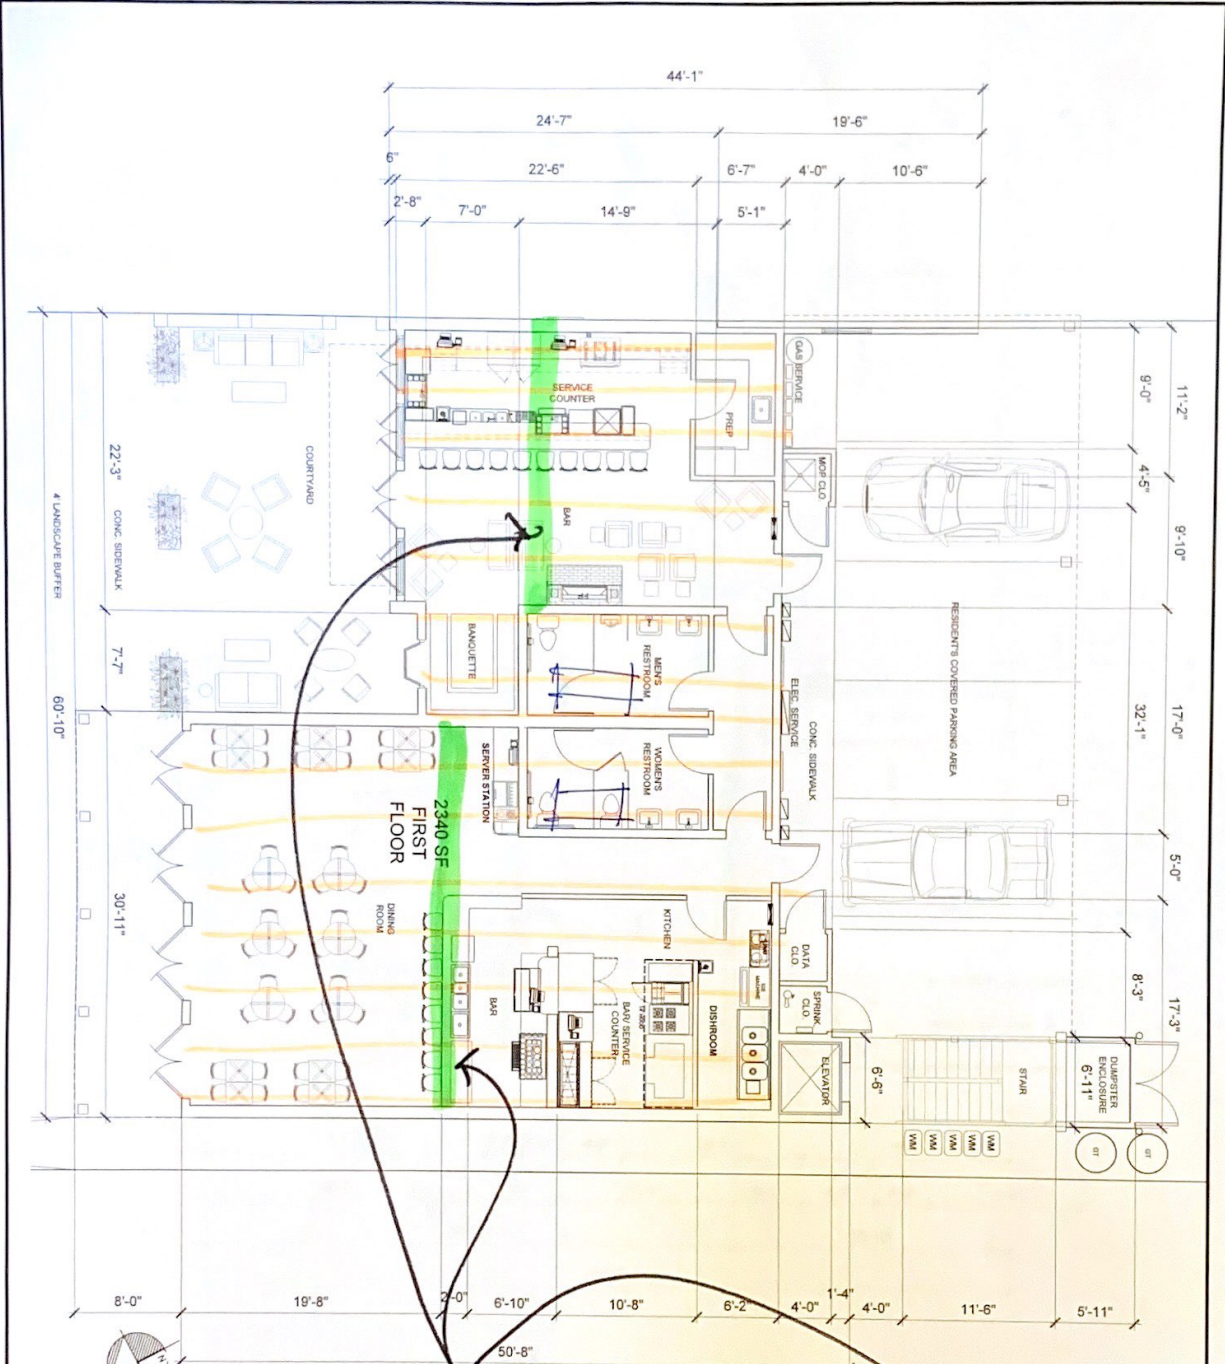 44'-1"
24'-7"
19'-6"
6"
22'-6"
6'-7"
4'-0"
10'-6"
2'-8"
7'-0"
14'-9"
5'-1"
GAS SERVICE
9'-0"
11'-2"
SERVICE
COUNTER
PREP
22'-3"
CONC. SIDEWALK
COURTYARD
4' LANDSCAPE BUFFER
MOP CLO.
4'-5"
9'-10"
BAR
RESIDENT'S COVERED PARKING AREA
7'-7"
60'-10"
BANQUETTE
MEN'S
RESTROOM
ELEC. SERVICE
CONC. SIDEWALK
32'-1"
17'-0"
SERVER STATION
WOMEN'S
RESTROOM
2340 SF
FIRST
FLOOR
5'-0"
30'-11"
DINING
ROOM
KITCHEN
DATA
CLO.
8'-3"
17'-3"
BAR
BAR/ SERVICE
COUNTER
ICE
MACHINE
DISHROOM
SPRINK.
CLO.
ELEVATOR
6'-6"
STAIR
DUMPSTER
ENCLOSURE
6'-11"
WM
WM
WM
WM
WM
GT
GT
8'-0"
19'-8"
2'-0"
6'-10"
10'-8"
6'-2"
4'-0"
1'-4"
4'-0"
11'-6"
5'-11"
50'-8"
N